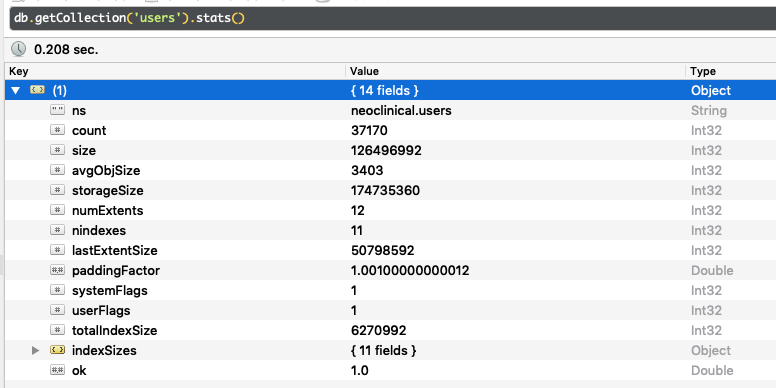 db.getCollection('users').stats()
0.208 sec.
Key Value Type
(1) { 14 fields } Object
ns neoclinical.users String
count 37170 Int32
size 126496992 Int32
avgObjSize 3403 Int32
storageSize 174735360 Int32
numExtents 12 Int32
nindexes 11 Int32
lastExtentSize 50798592 Int32
paddingFactor 1.00100000000012 Double
systemFlags 1 Int32
userFlags 1 Int32
totalIndexSize 6270992 Int32
indexSizes { 11 fields } Object
ok 1.0 Double